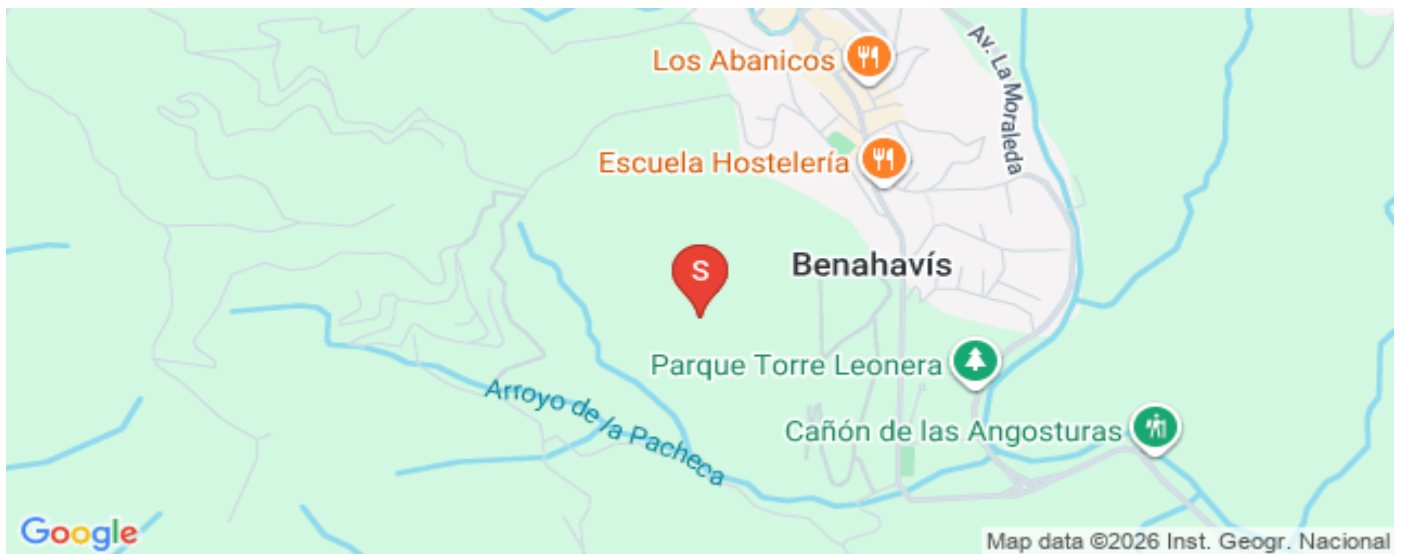 Los Abanicos
Av. La Moraleda
Escuela Hostelería
S
Benahavís
Parque Torre Leonera
Arroyo de la Pacheca
Cañón de las Angosturas
Google
Map data ©2026 Inst. Geogr. Nacional